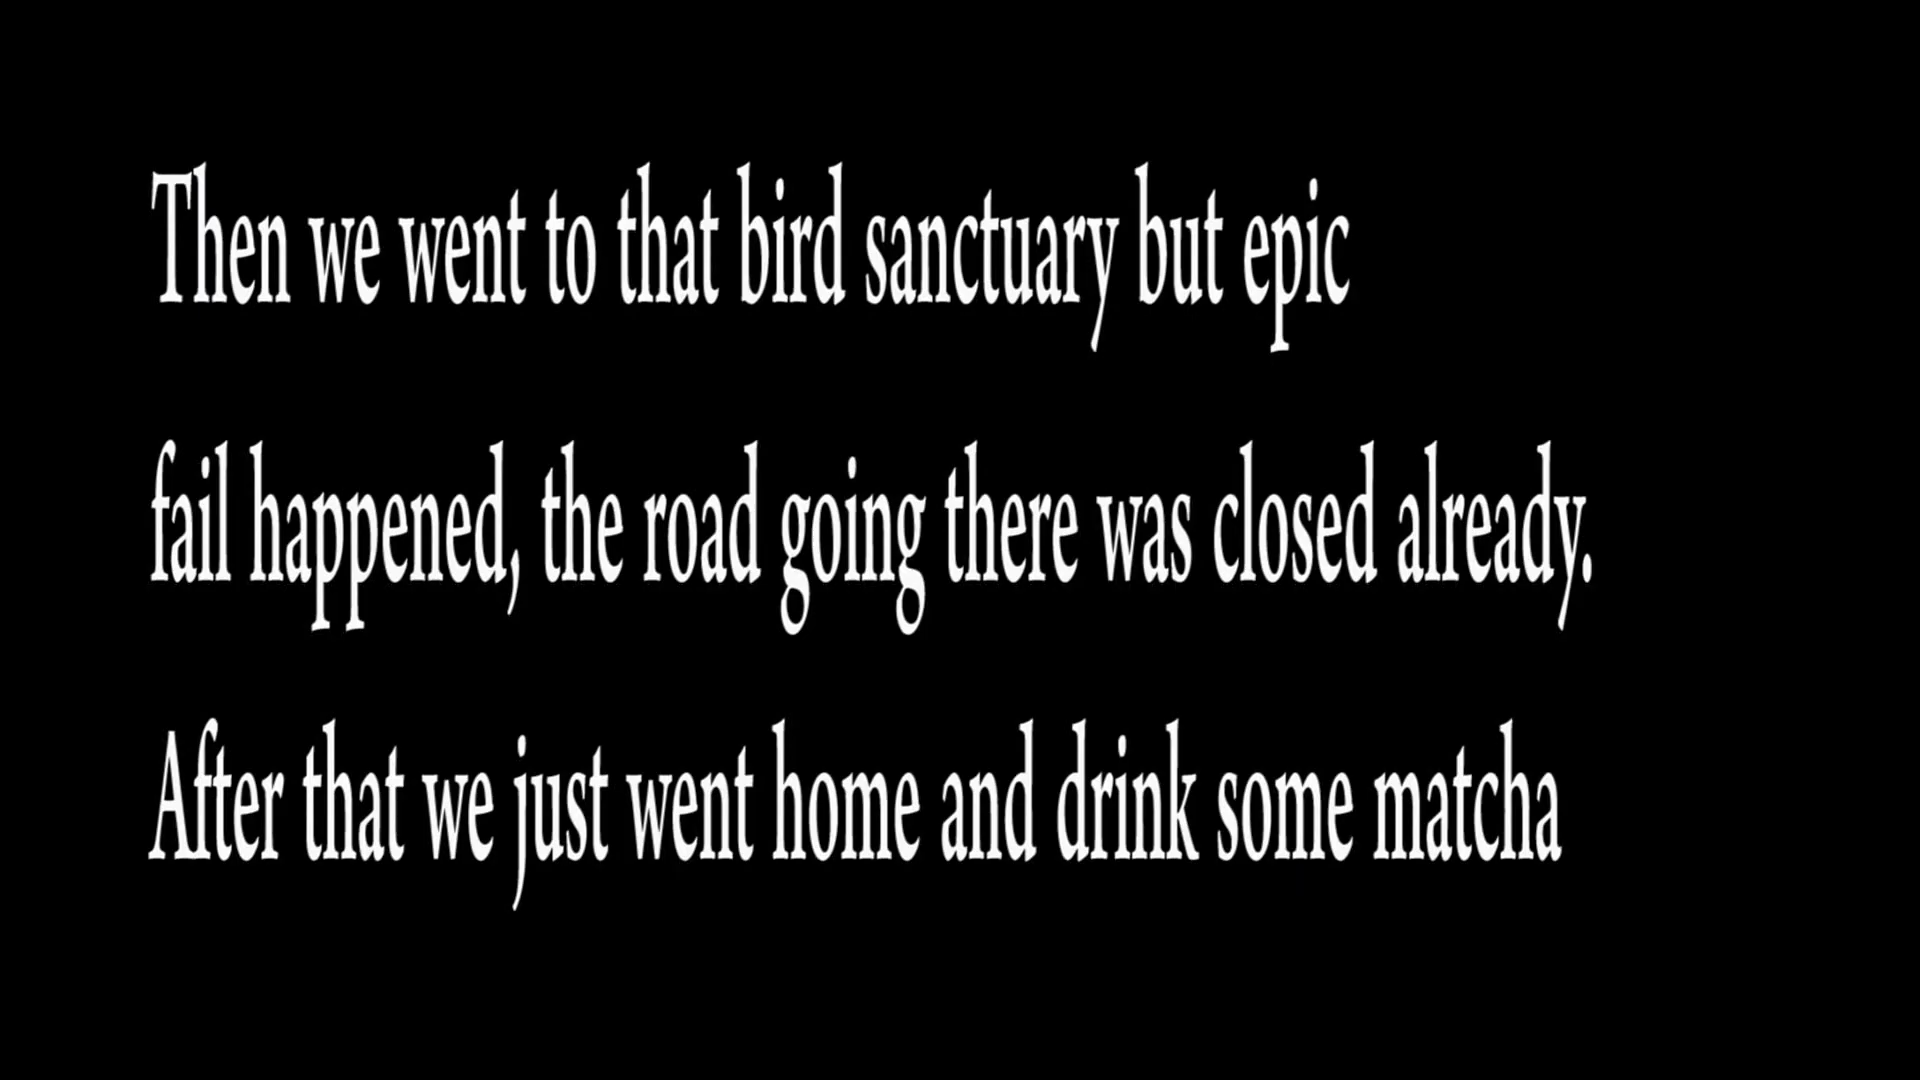 Then we went to that bird sanctuary but epic
fail happened, the road going there was closed already.
After that we just went home and drink some matcha